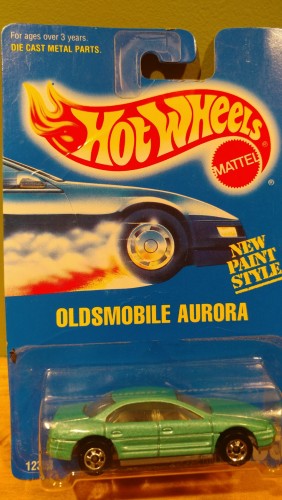 For ages over 3 years.
DIE CAST METAL PARTS.
HOT WHEELS
®
MATTEL
®
NEW
PAINT
STYLE
OLDSMOBILE AURORA